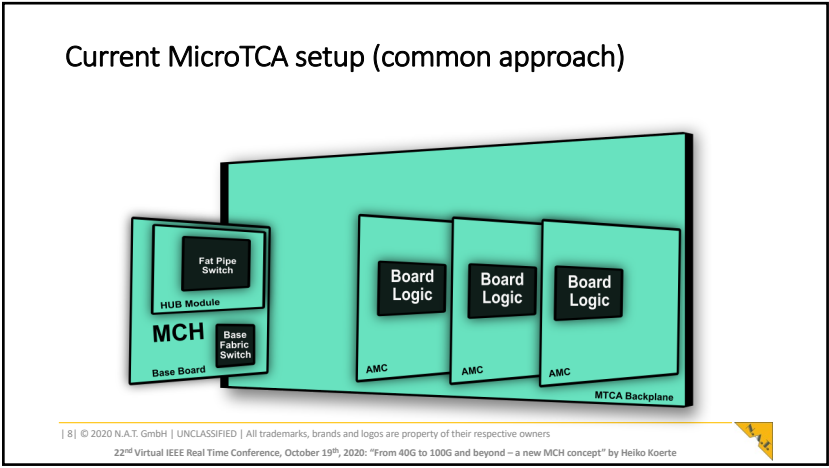 Current MicroTCA setup (common approach)
Fat Pipe
Switch
HUB Module
MCH
Base
Fabric
Switch
Base Board
Board
Logic
AMC
Board
Logic
AMC
Board
Logic
AMC
MTCA Backplane
| 8| © 2020 N.A.T. GmbH | UNCLASSIFIED | All trademarks, brands and logos are property of their respective owners
22nd Virtual IEEE Real Time Conference, October 19th, 2020: “From 40G to 100G and beyond – a new MCH concept” by Heiko Koerte
N.A.T.